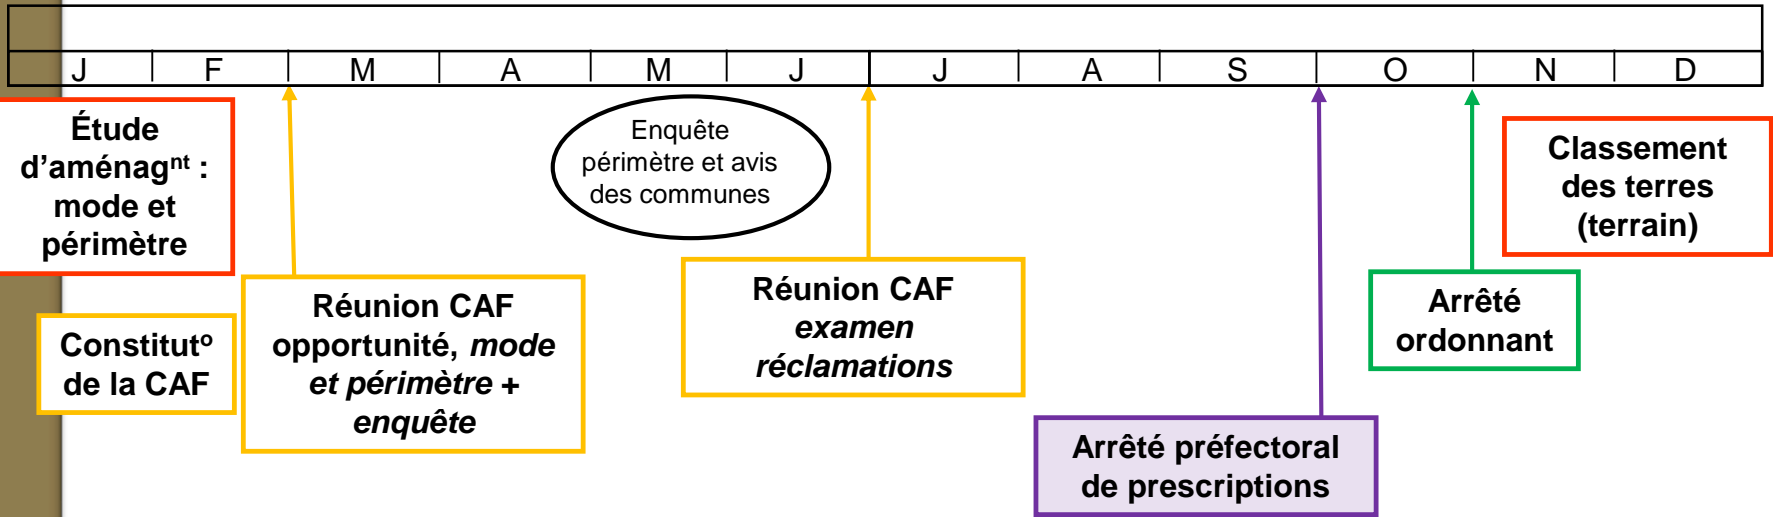 J F M A M J J A S O N D
Étude
d’aménagnt :
mode et
périmètre
Constituto
de la CAF
Réunion CAF
opportunité, mode
et périmètre +
enquête
Enquête
périmètre et avis
des communes
Réunion CAF
examen
réclamations
Arrêté préfectoral
de prescriptions
Arrêté
ordonnant
Classement
des terres
(terrain)